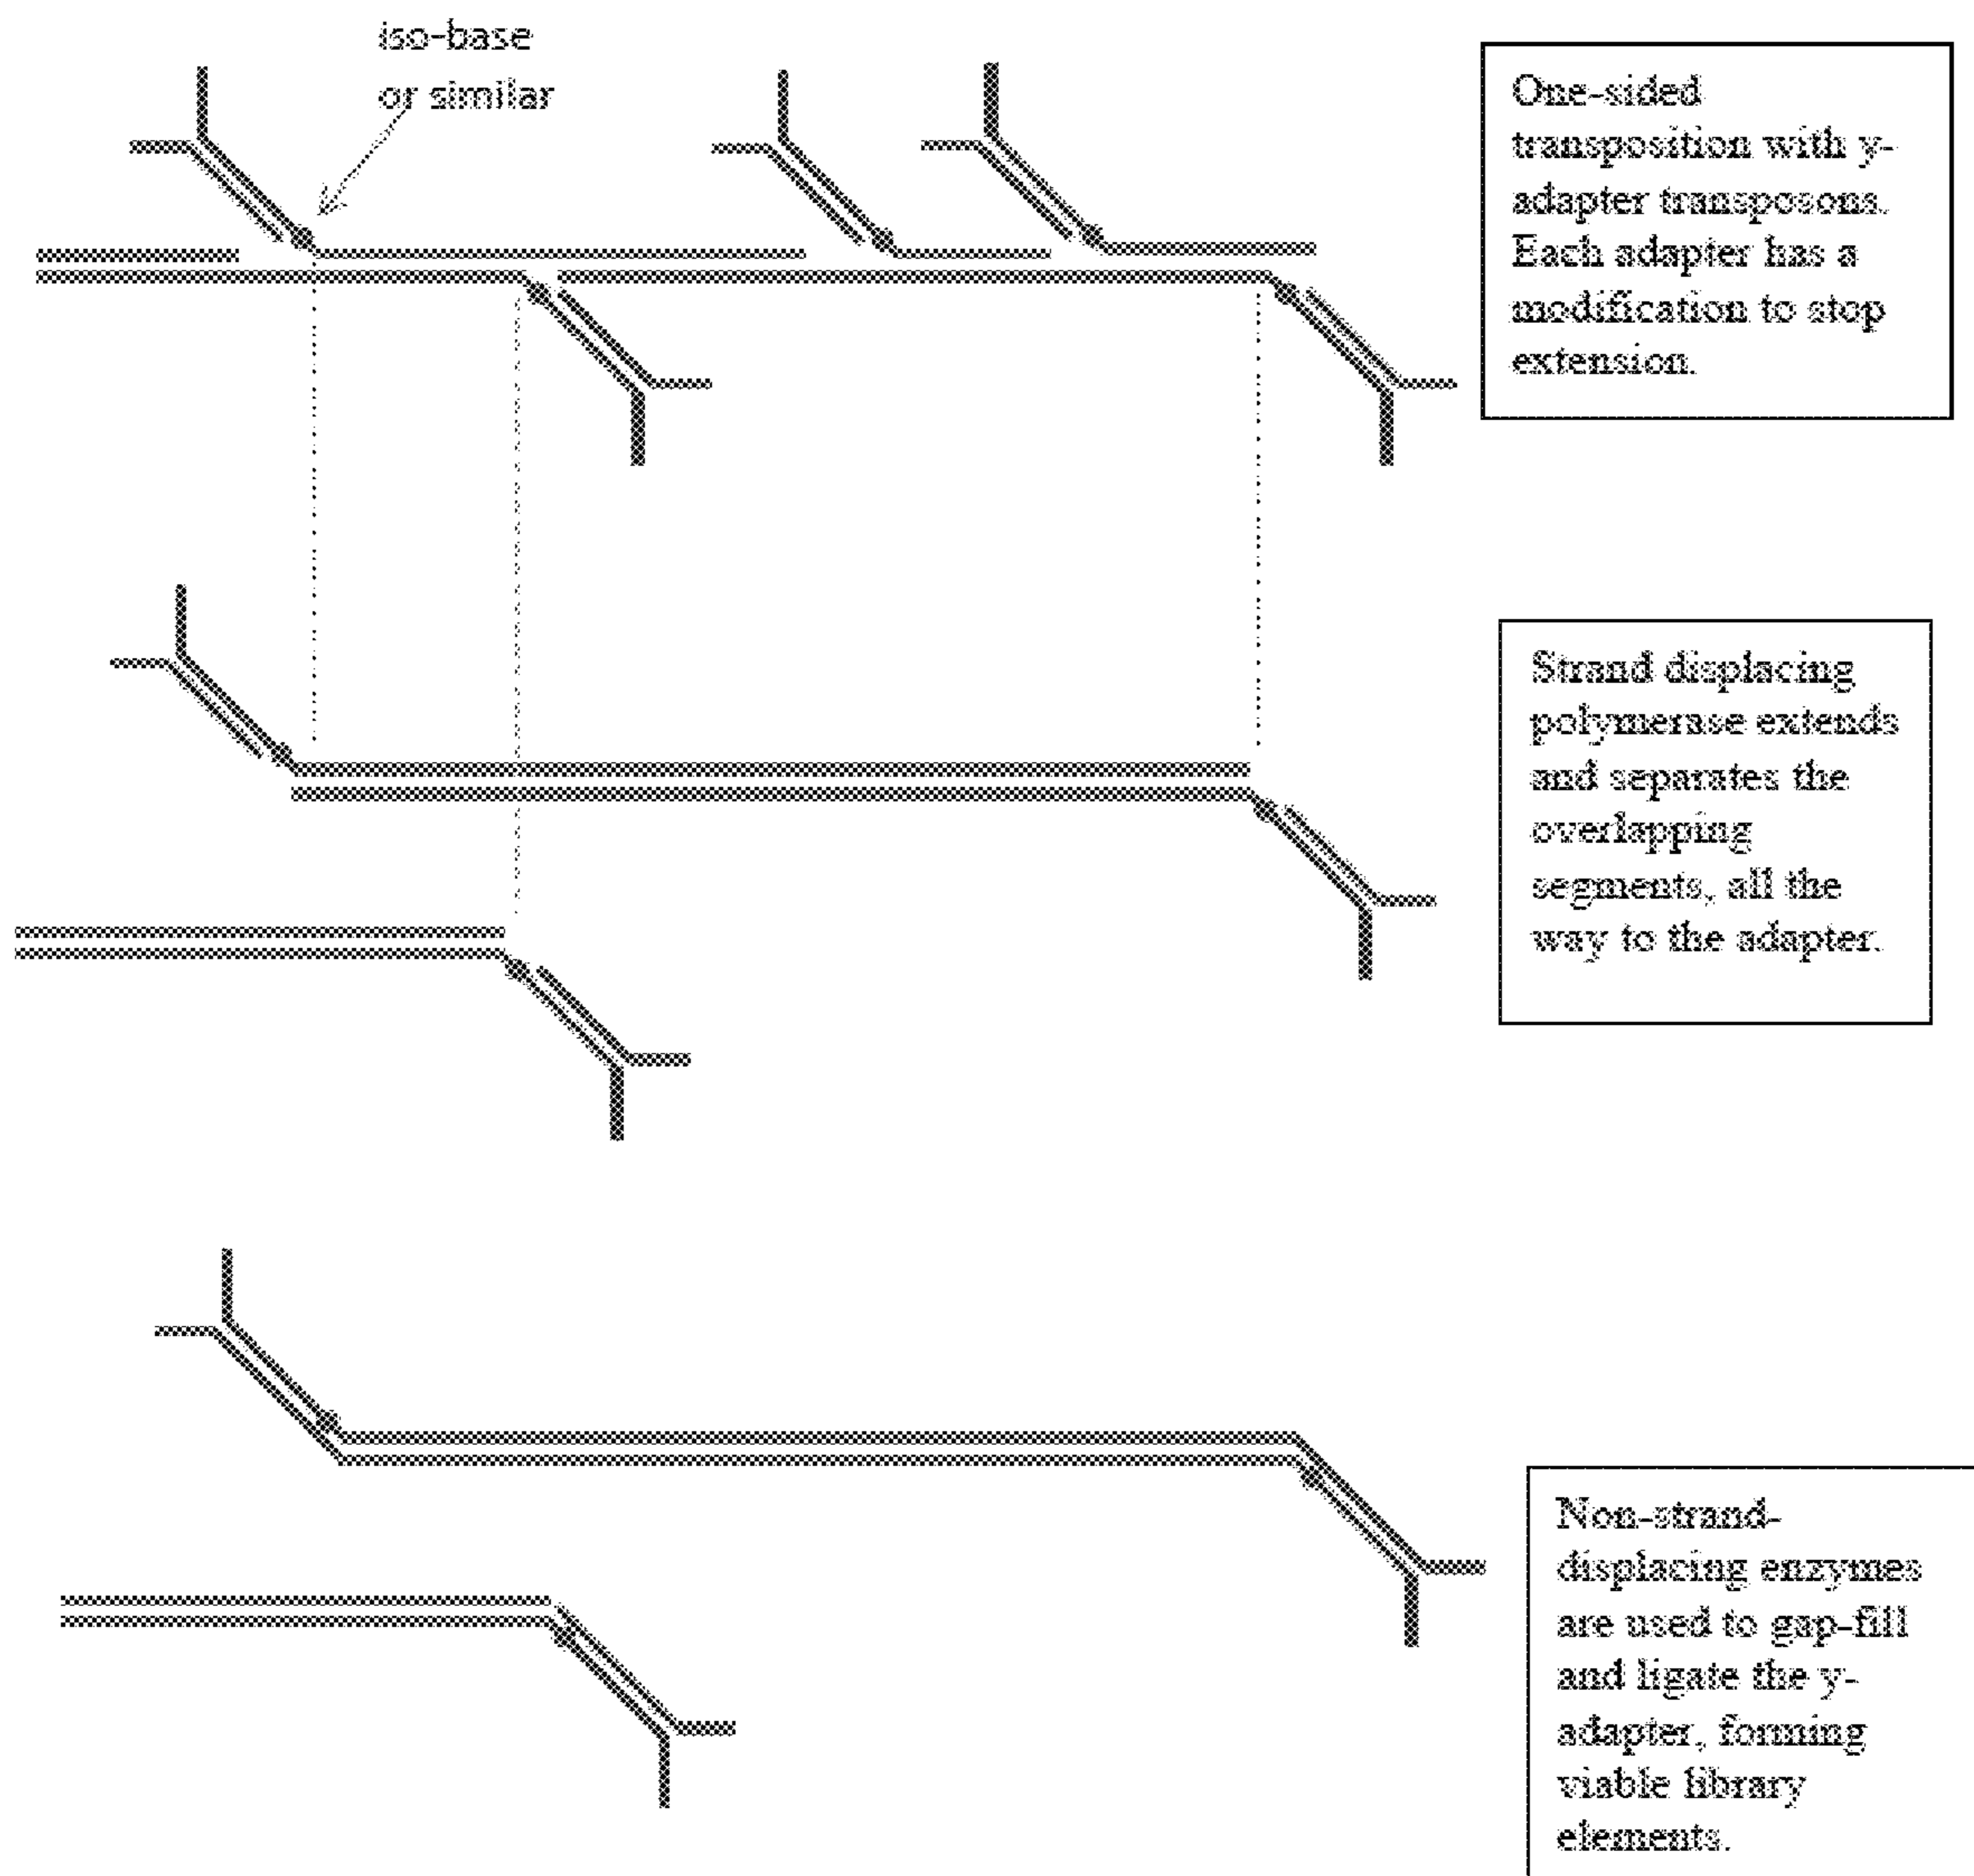 iso-base
or similar
One-sided
transposition with y-
adapter transposons.
Each adapter has a
modification to stop
extension.
Strand displacing
polymerase extends
and separates the
overlapping
segments, all the
way to the adapter.
Non-strand-
displacing enzymes
are used to gap-fill
and ligate the y-
adapter, forming
viable library
elements.